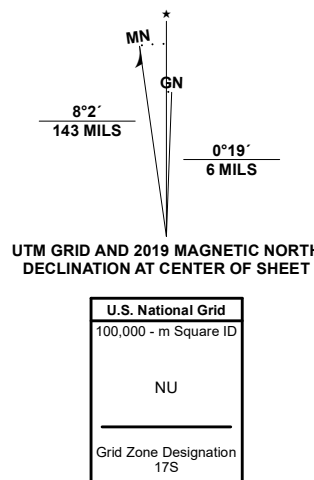 ★
MN
GN
8°2´
143 MILS
0°19´
6 MILS
UTM GRID AND 2019 MAGNETIC NORTH
DECLINATION AT CENTER OF SHEET
U.S. National Grid
100,000 - m Square ID
NU
Grid Zone Designation
17S